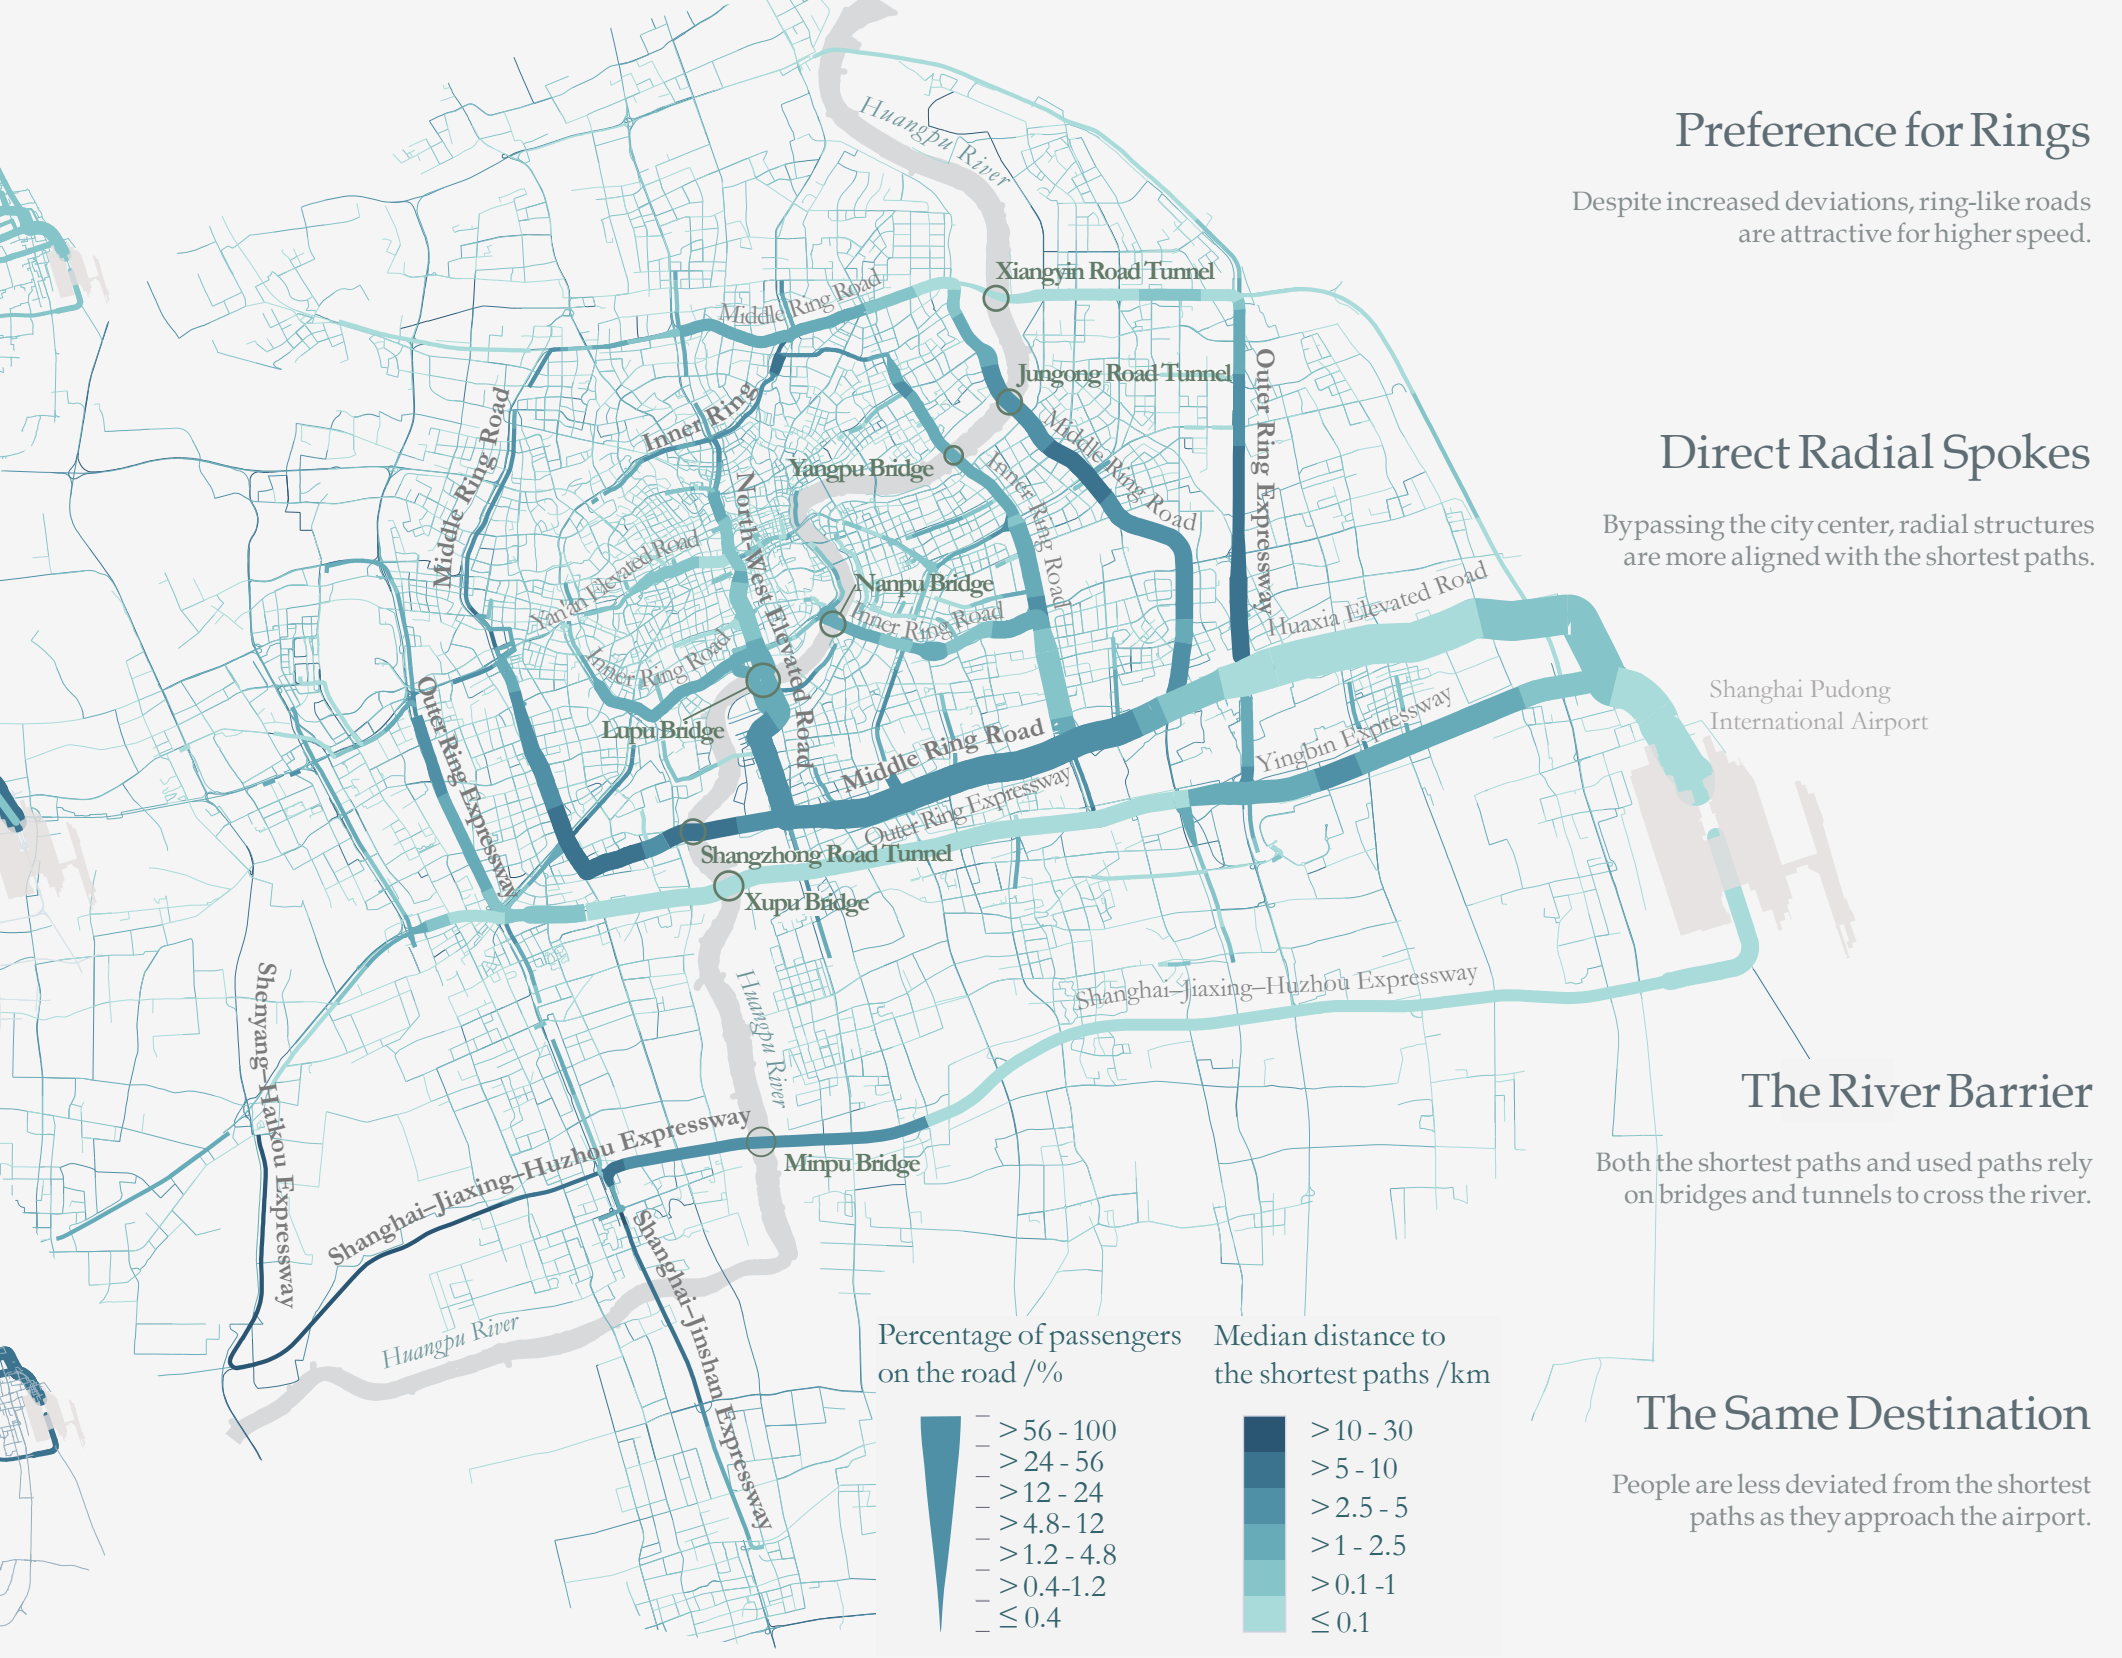 Preference for Rings
Despite increased deviations, ring-like roads
are attractive for higher speed.
Direct Radial Spokes
Bypassing the city center, radial structures
are more aligned with the shortest paths.
The River Barrier
Both the shortest paths and used paths rely
on bridges and tunnels to cross the river.
The Same Destination
People are less deviated from the shortest
paths as they approach the airport.
Huangpu River
Xiangyin Road Tunnel
Middle Ring Road
Jungong Road Tunnel
Outer Ring Expressway
Middle Ring Road
Inner Ring
Middle Ring Road
Yangpu Bridge
Inner Ring Road
North-West Elevated Road
Yan'an Elevated Road
Nanpu Bridge
Inner Ring Road
Huaxia Elevated Road
Inner Ring Road
Shanghai Pudong
International Airport
Lupu Bridge
Outer Ring Expressway
Middle Ring Road
Yingbin Expressway
Outer Ring Expressway
Shangzhong Road Tunnel
Xupu Bridge
Huangpu River
Shanghai–Jiaxing–Huzhou Expressway
Shenyang–Haikou Expressway
Shanghai–Jiaxing–Huzhou Expressway
Minpu Bridge
Shanghai–Jinshan Expressway
Huangpu River
Percentage of passengers
on the road /%
> 56 - 100
> 24 - 56
> 12 - 24
> 4.8- 12
> 1.2 - 4.8
> 0.4-1.2
≤ 0.4
Median distance to
the shortest paths /km
> 10 - 30
> 5 - 10
> 2.5 - 5
> 1 - 2.5
> 0.1 -1
≤ 0.1